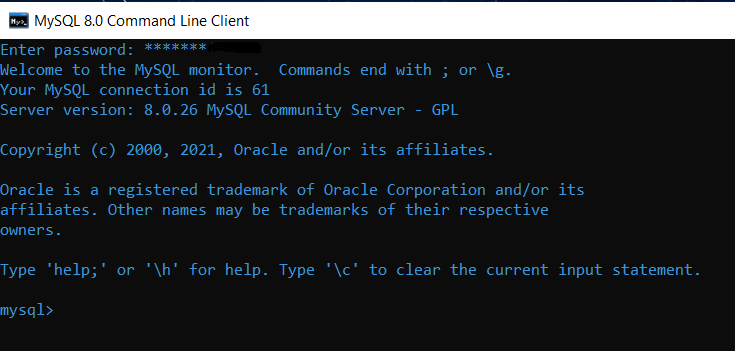 MySQL 8.0 Command Line Client
Enter password: *******
Welcome to the MySQL monitor.  Commands end with ; or \g.
Your MySQL connection id is 61
Server version: 8.0.26 MySQL Community Server - GPL
Copyright (c) 2000, 2021, Oracle and/or its affiliates.
Oracle is a registered trademark of Oracle Corporation and/or its
affiliates. Other names may be trademarks of their respective
owners.
Type 'help;' or '\h' for help. Type '\c' to clear the current input statement.
mysql>